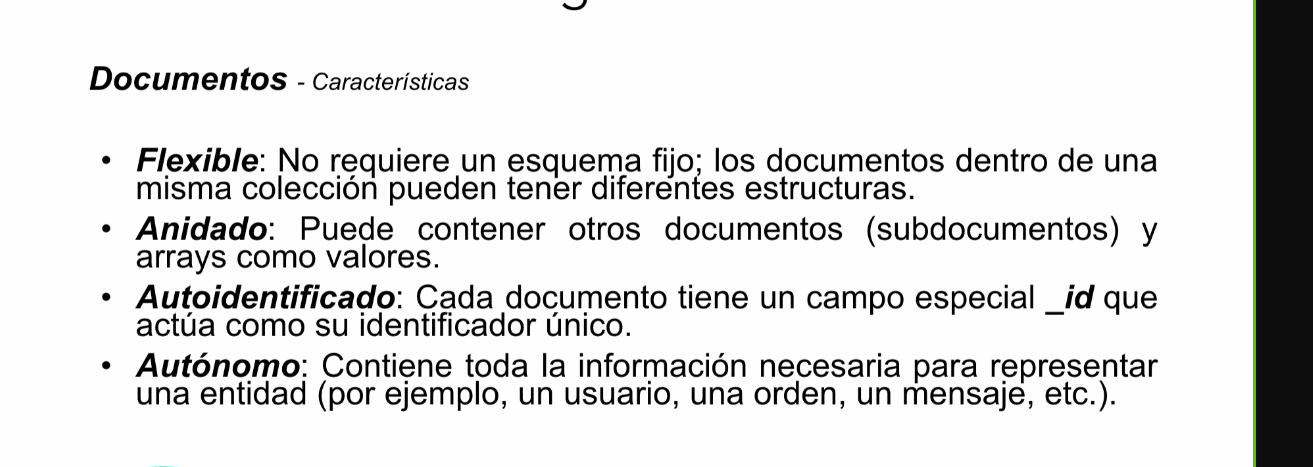 Documentos - Características
• Flexible: No requiere un esquema fijo; los documentos dentro de una
misma colección pueden tener diferentes estructuras.
• Anidado: Puede contener otros documentos (subdocumentos) y
arrays como valores.
• Autoidentificado: Cada documento tiene un campo especial _id que
actúa como su identificador único.
• Autónomo: Contiene toda la información necesaria para representar
una entidad (por ejemplo, un usuario, una orden, un mensaje, etc.).